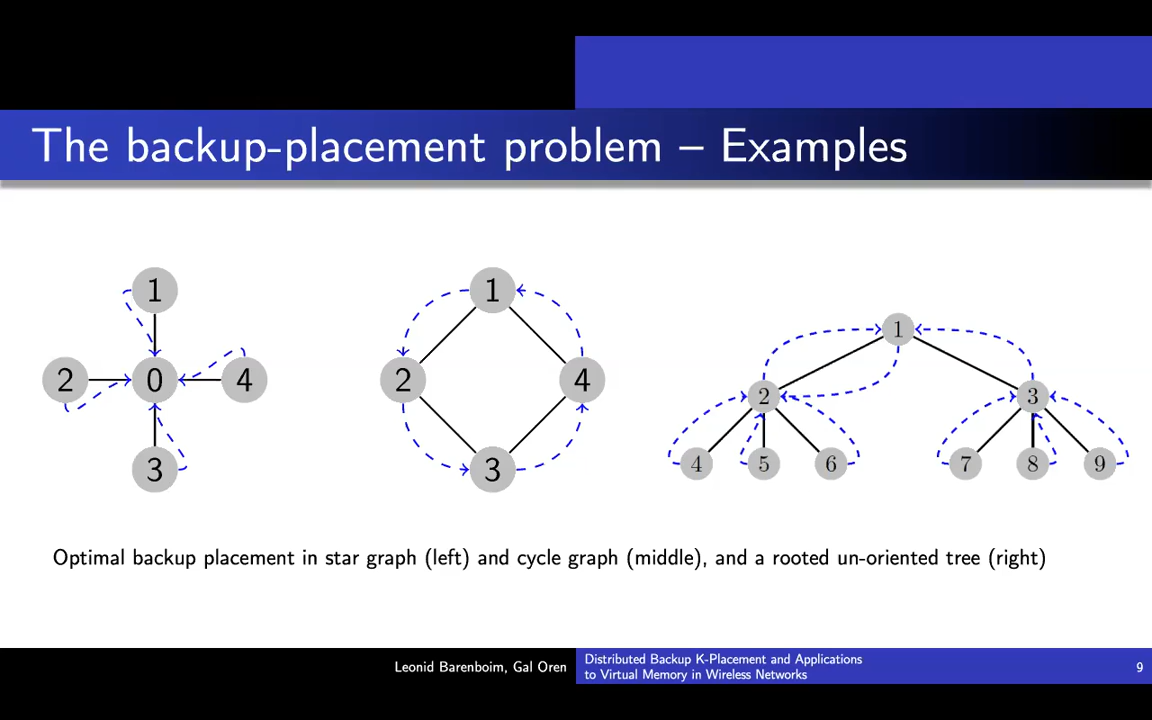 The backup-placement problem – Examples
1
2 0 4
3
1
2 4
3
1
2 3
4 5 6 7 8 9
Optimal backup placement in star graph (left) and cycle graph (middle), and a rooted un-oriented tree (right)
Leonid Barenboim, Gal Oren
Distributed Backup K-Placement and Applications
to Virtual Memory in Wireless Networks
9